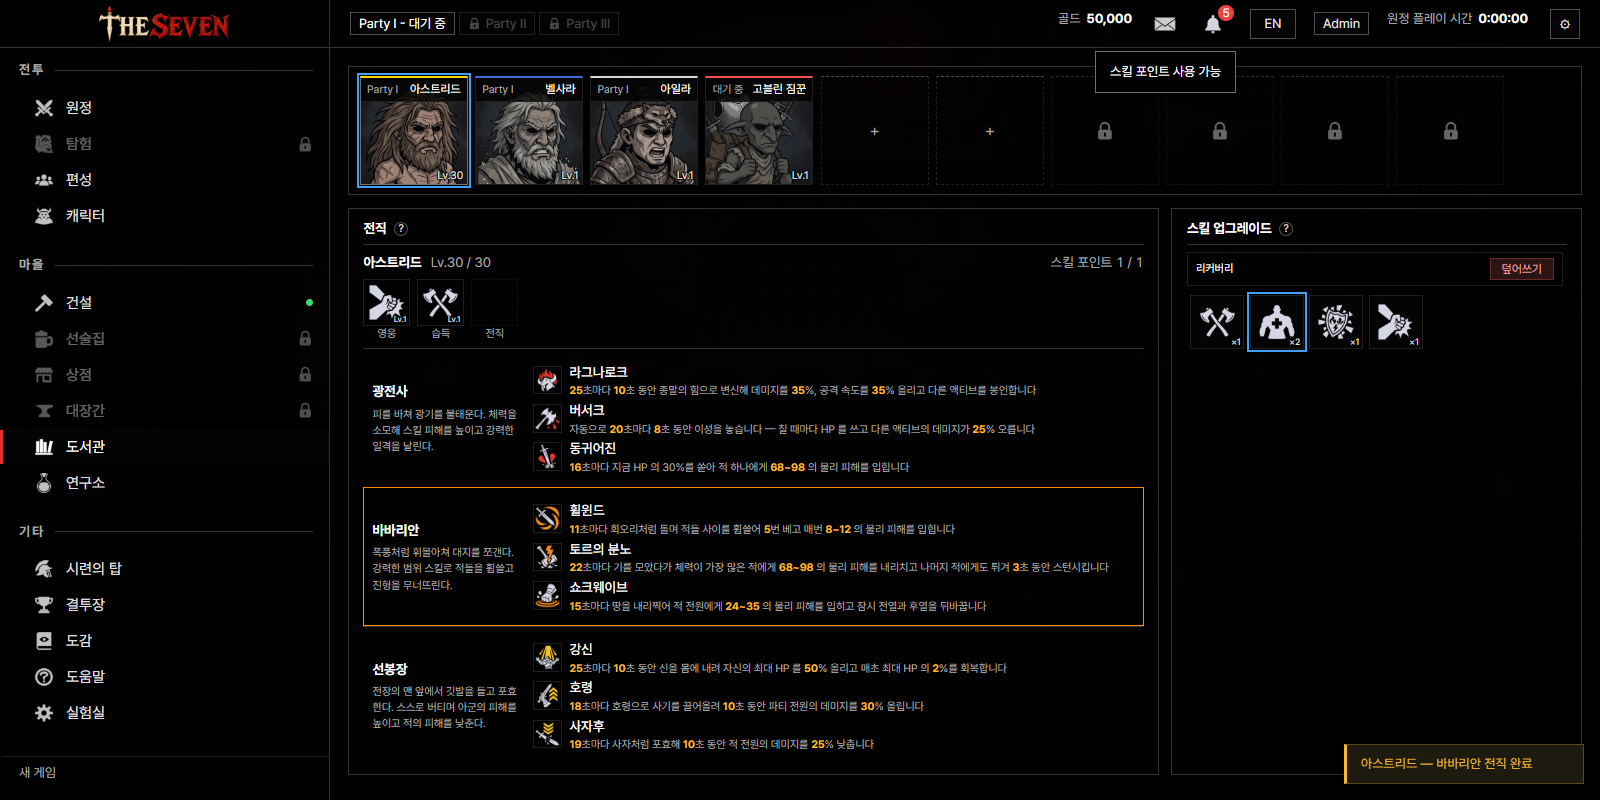 THE SEVEN
Party I - 대기 중
Party II
Party III
골드 50,000
5
EN
Admin
원정 플레이 시간 0:00:00
스킬 포인트 사용 가능
전투
원정
탐험
편성
캐릭터
마을
건설
선술집
상점
대장간
도서관
연구소
기타
시련의 탑
결투장
도감
도움말
실험실
새 게임
Party I 아스트리드
Lv.30
Party I 벨사라
Lv.1
Party I 아일라
Lv.1
대기 중 고블린 짐꾼
Lv.1
+
+
전직 ?
아스트리드 Lv.30 / 30
스킬 포인트 1 / 1
Lv.1
Lv.1
영웅
습득
전직
광전사
피를 바쳐 광기를 불태운다. 체력을
소모해 스킬 피해를 높이고 강력한
일격을 날린다.
라그나로크
25초마다 10초 동안 종말의 힘으로 변신해 데미지를 35%, 공격 속도를 35% 올리고 다른 액티브를 봉인합니다
버서크
자동으로 20초마다 8초 동안 이성을 놓습니다 — 칠 때마다 HP 를 쓰고 다른 액티브의 데미지가 25% 오릅니다
동귀어진
16초마다 지금 HP 의 30%를 쏟아 적 하나에게 68~98 의 물리 피해를 입힙니다
바바리안
폭풍처럼 휘몰아쳐 대지를 쪼갠다.
강력한 범위 스킬로 적들을 휩쓸고
진형을 무너뜨린다.
휠윈드
11초마다 회오리처럼 돌며 적들 사이를 휩쓸어 5번 베고 매번 8~12 의 물리 피해를 입힙니다
토르의 분노
22초마다 기를 모았다가 체력이 가장 많은 적에게 68~98 의 물리 피해를 내리치고 나머지 적에게도 튀겨 3초 동안 스턴시킵니다
쇼크웨이브
15초마다 땅을 내리찍어 적 전원에게 24~35 의 물리 피해를 입히고 잠시 전열과 후열을 뒤바꿉니다
선봉장
전장의 맨 앞에서 깃발을 들고 포효
한다. 스스로 버티며 아군의 피해를
높이고 적의 피해를 낮춘다.
강신
25초마다 10초 동안 신을 몸에 내려 자신의 최대 HP 를 50% 올리고 매초 최대 HP 의 2%를 회복합니다
호령
18초마다 호령으로 사기를 끌어올려 10초 동안 파티 전원의 데미지를 30% 올립니다
사자후
19초마다 사자처럼 포효해 10초 동안 적 전원의 데미지를 25% 낮춥니다
스킬 업그레이드 ?
리커버리
덮어쓰기
×1
×2
×1
×1
아스트리드 — 바바리안 전직 완료